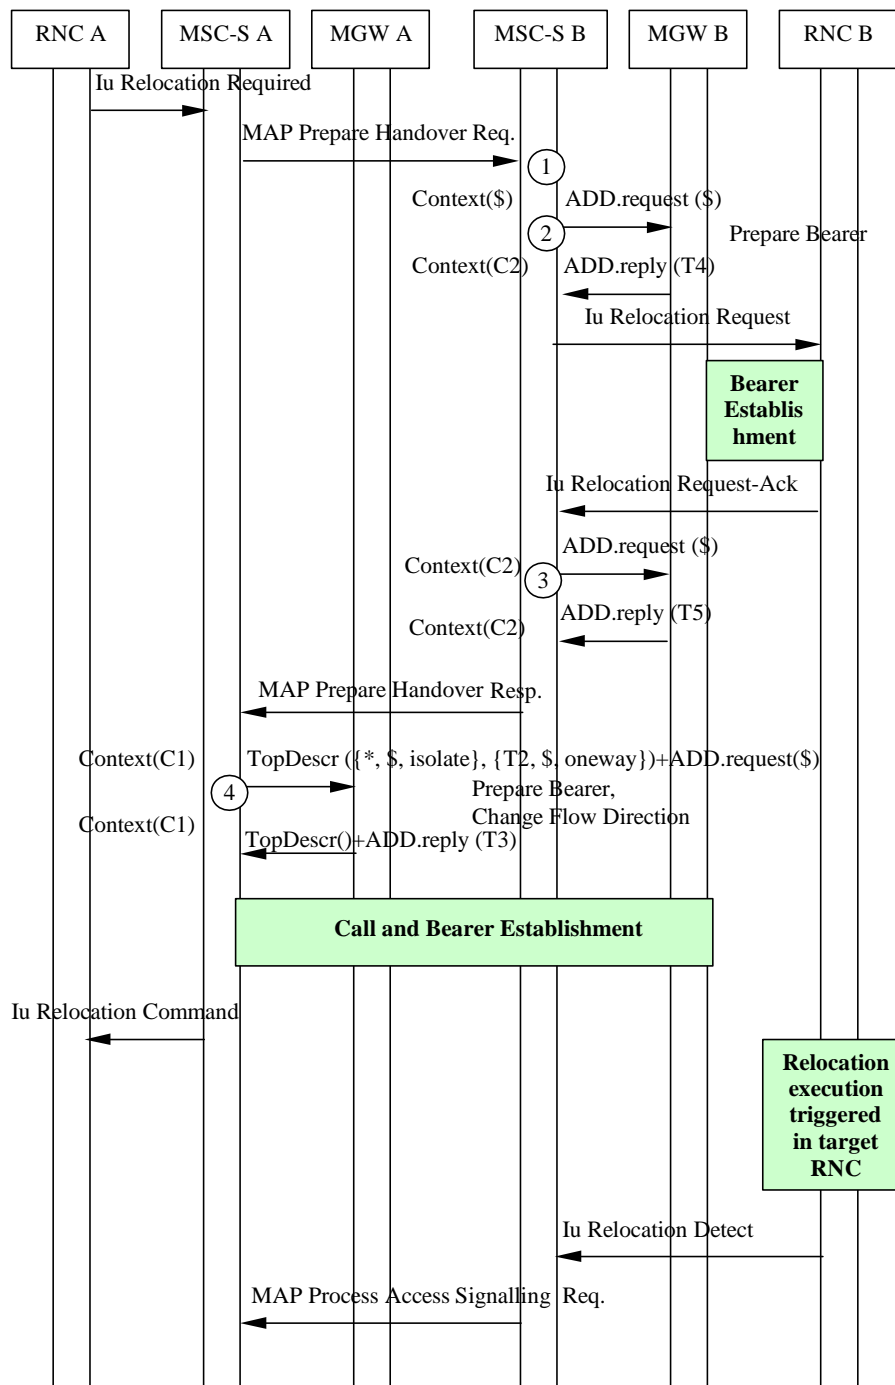 RNC A
MSC-S A
MGW A
MSC-S B
MGW B
RNC B
Iu Relocation Required
MAP Prepare Handover Req.
1
Context($)
ADD.request ($)
2
Prepare Bearer
Context(C2)
ADD.reply (T4)
Iu Relocation Request
Bearer
Establis
hment
Iu Relocation Request-Ack
ADD.request ($)
Context(C2)
3
ADD.reply (T5)
Context(C2)
MAP Prepare Handover Resp.
Context(C1)
TopDescr ({*, $, isolate}, {T2, $, oneway})+ADD.request($)
4
Prepare Bearer,
Change Flow Direction
Context(C1)
TopDescr()+ADD.reply (T3)
Call and Bearer Establishment
Iu Relocation Command
Relocation
execution
triggered
in target
RNC
Iu Relocation Detect
MAP Process Access Signalling Req.